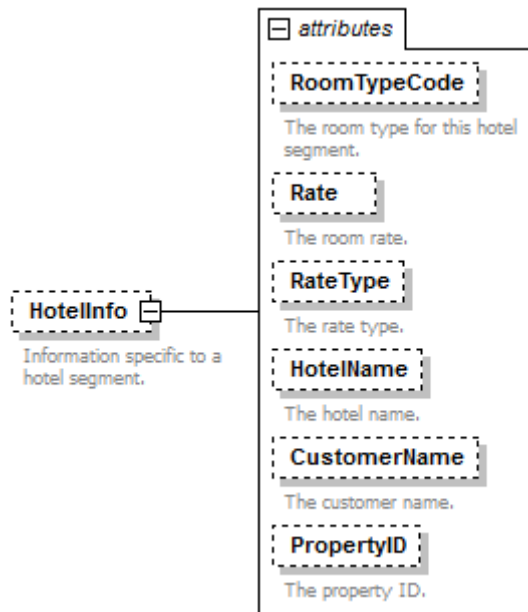 attributes
RoomTypeCode
The room type for this hotel
segment.
Rate
The room rate.
RateType
The rate type.
HotelInfo
Information specific to a
hotel segment.
HotelName
The hotel name.
CustomerName
The customer name.
PropertyID
The property ID.